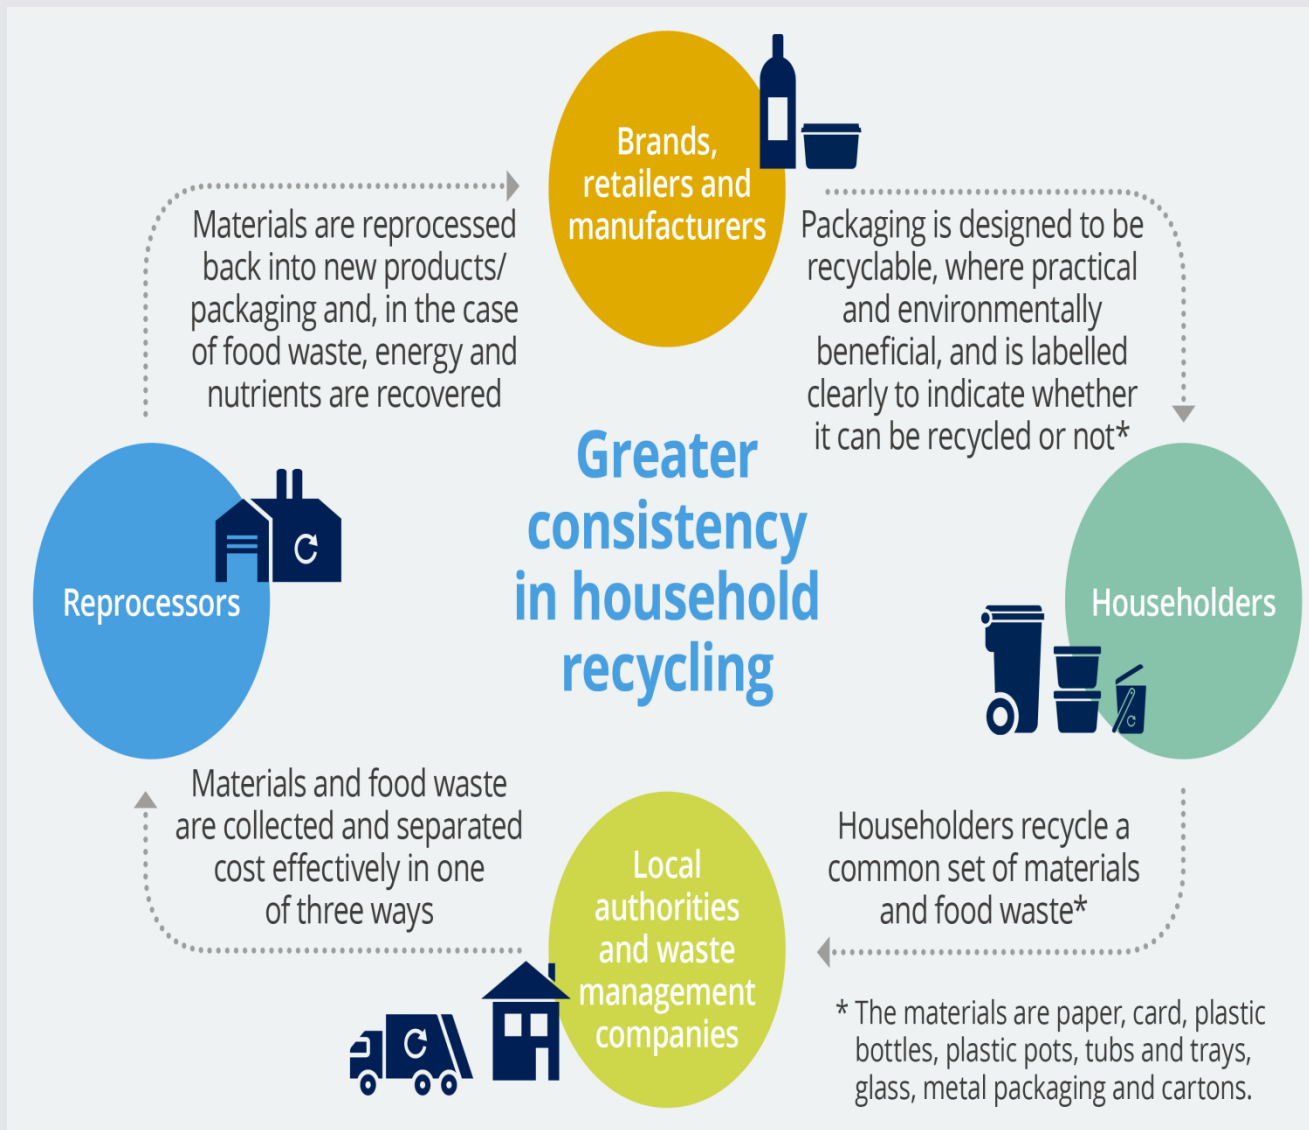 Brands,
retailers and
manufacturers
Packaging is designed to be
recyclable, where practical
and environmentally
beneficial, and is labelled
clearly to indicate whether
it can be recycled or not*
Householders
Householders recycle a
common set of materials
and food waste*
* The materials are paper, card, plastic
bottles, plastic pots, tubs and trays,
glass, metal packaging and cartons.
Local
authorities
and waste
management
companies
Materials and food waste
are collected and separated
cost effectively in one
of three ways
Reprocessors
Materials are reprocessed
back into new products/
packaging and, in the case
of food waste, energy and
nutrients are recovered
Greater
consistency
in household
recycling